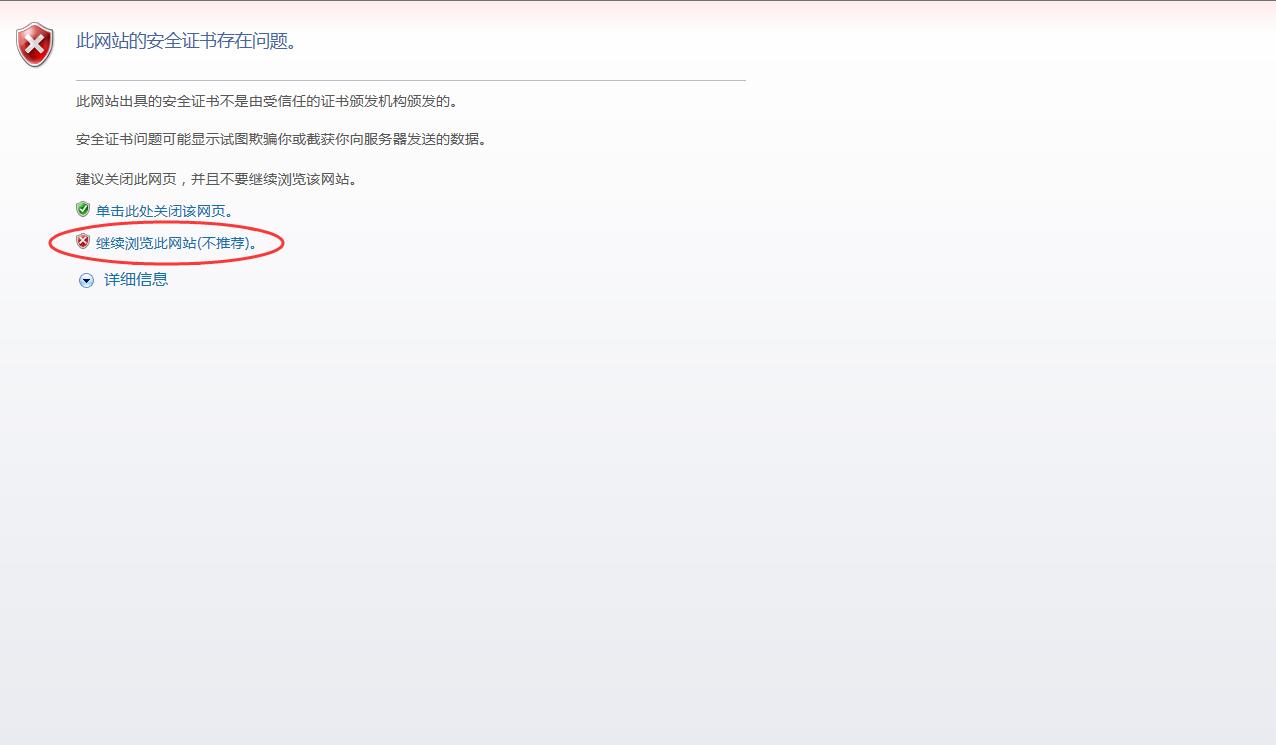 此网站的安全证书存在问题。
此网站出具的安全证书不是由受信任的证书颁发机构颁发的。
安全证书问题可能显示试图欺骗你或截获你向服务器发送的数据。
建议关闭此网页，并且不要继续浏览该网站。
单击此处关闭该网页。
继续浏览此网站(不推荐)。
详细信息